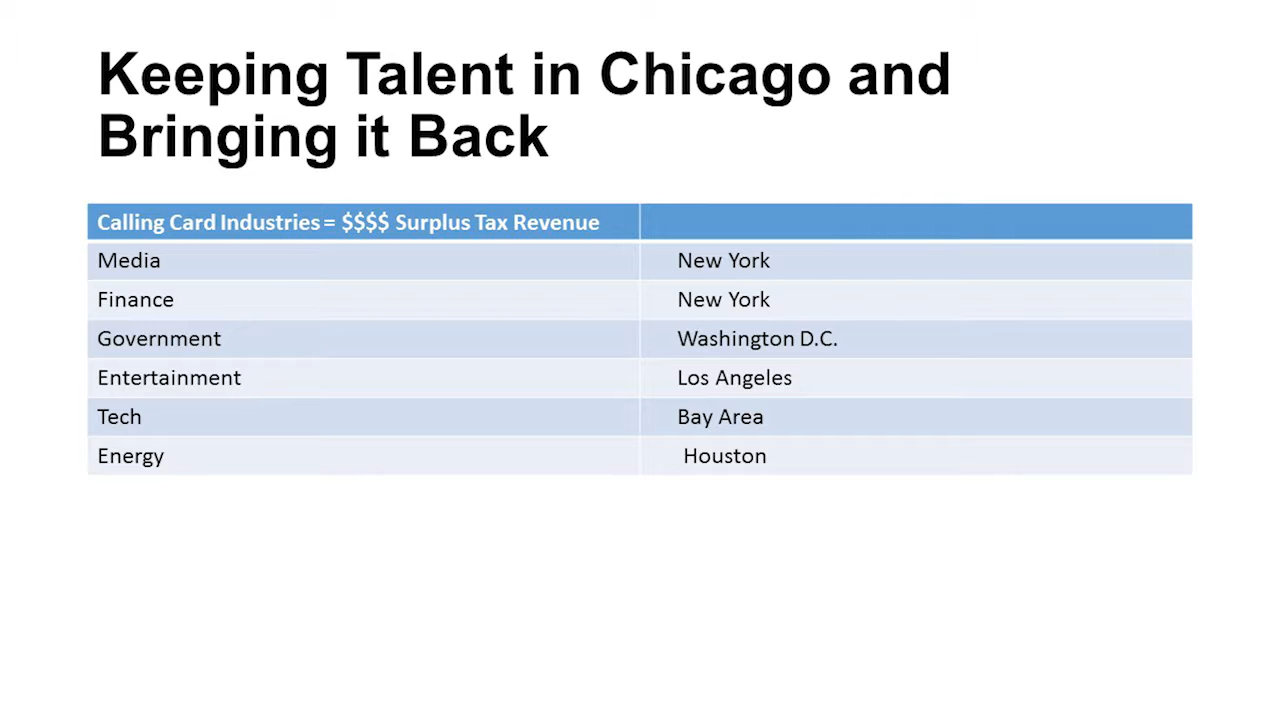 Keeping Talent in Chicago and
Bringing it Back
Calling Card Industries = $$$$ Surplus Tax Revenue
Media New York
Finance New York
Government Washington D.C.
Entertainment Los Angeles
Tech Bay Area
Energy Houston